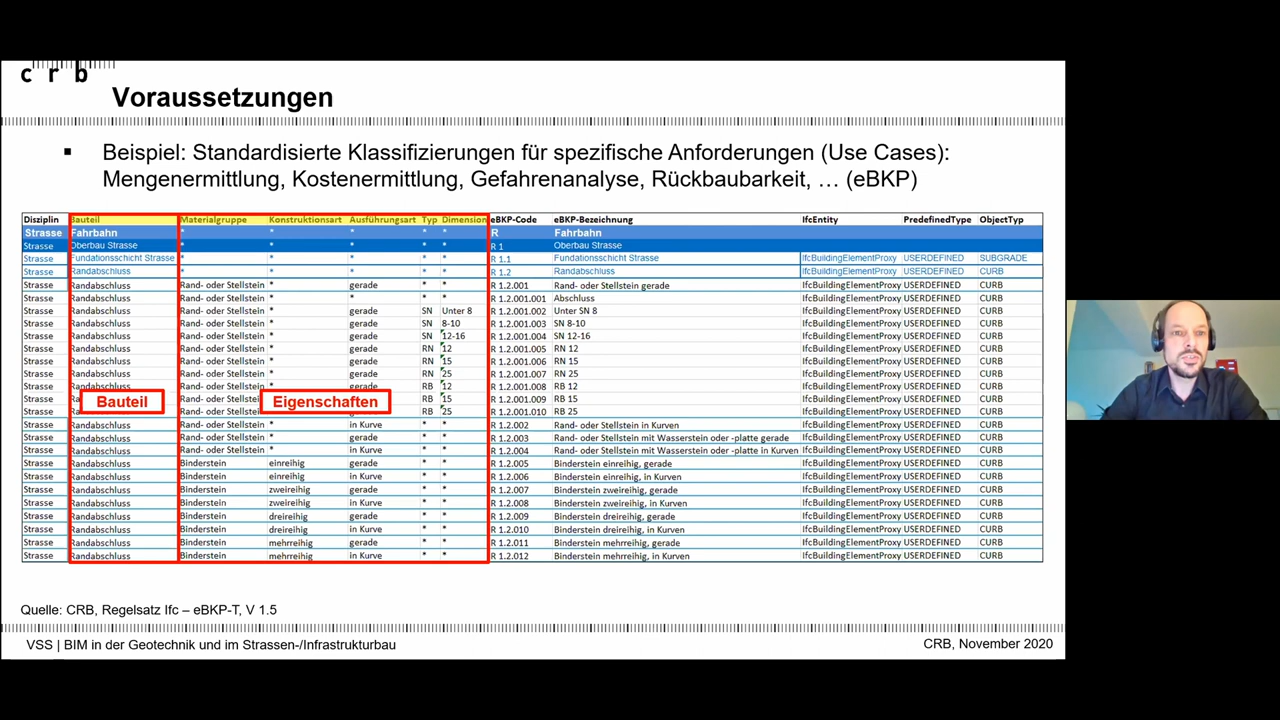 crb
Voraussetzungen
▪ Beispiel: Standardisierte Klassifizierungen für spezifische Anforderungen (Use Cases):
Mengenermittlung, Kostenermittlung, Gefahrenanalyse, Rückbaubarkeit, … (eBKP)
Disziplin Bauteil Materialgruppe Konstruktionsart Ausführungsart Typ Dimension eBKP-Code eBKP-Bezeichnung IfcEntity PredefinedType ObjectTyp
Strasse Fahrbahn * * * * * R Fahrbahn
Strasse Oberbau Strasse * * * * * R 1 Oberbau Strasse
Strasse Fundationsschicht Strasse * * * * * R 1.1 Fundationsschicht Strasse IfcBuildingElementProxy USERDEFINED SUBGRADE
Strasse Randabschluss * * * * * R 1.2 Randabschluss IfcBuildingElementProxy USERDEFINED CURB
Strasse Randabschluss Rand- oder Stellstein * gerade * * R 1.2.001 Rand- oder Stellstein gerade IfcBuildingElementProxy USERDEFINED CURB
Strasse Randabschluss Rand- oder Stellstein * * * * R 1.2.001.001 Abschluss IfcBuildingElementProxy USERDEFINED CURB
Strasse Randabschluss Rand- oder Stellstein * gerade SN Unter 8 R 1.2.001.002 Unter SN 8 IfcBuildingElementProxy USERDEFINED CURB
Strasse Randabschluss Rand- oder Stellstein * gerade SN 8-10 R 1.2.001.003 SN 8-10 IfcBuildingElementProxy USERDEFINED CURB
Strasse Randabschluss Rand- oder Stellstein * gerade SN 12-16 R 1.2.001.004 SN 12-16 IfcBuildingElementProxy USERDEFINED CURB
Strasse Randabschluss Rand- oder Stellstein * gerade RN 12 R 1.2.001.005 RN 12 IfcBuildingElementProxy USERDEFINED CURB
Strasse Randabschluss Rand- oder Stellstein * gerade RN 15 R 1.2.001.006 RN 15 IfcBuildingElementProxy USERDEFINED CURB
Strasse Randabschluss Rand- oder Stellstein * gerade RN 25 R 1.2.001.007 RN 25 IfcBuildingElementProxy USERDEFINED CURB
Strasse Randabschluss Rand- oder Stellstein * gerade RB 12 R 1.2.001.008 RB 12 IfcBuildingElementProxy USERDEFINED CURB
Strasse Rand- oder Stellstein gerade RB 15 R 1.2.001.009 RB 15 IfcBuildingElementProxy USERDEFINED CURB
Bauteil Eigenschaften
Strasse Randabschluss Rand- oder Stellstein * gerade RB 25 R 1.2.001.010 RB 25 IfcBuildingElementProxy USERDEFINED CURB
Strasse Randabschluss Rand- oder Stellstein * in Kurve * * R 1.2.002 Rand- oder Stellstein in Kurven IfcBuildingElementProxy USERDEFINED CURB
Strasse Randabschluss Rand- oder Stellstein * gerade * * R 1.2.003 Rand- oder Stellstein mit Wasserstein oder -platte gerade IfcBuildingElementProxy USERDEFINED CURB
Strasse Randabschluss Rand- oder Stellstein * in Kurve * * R 1.2.004 Rand- oder Stellstein mit Wasserstein oder -platte in Kurven IfcBuildingElementProxy USERDEFINED CURB
Strasse Randabschluss Binderstein einreihig gerade * * R 1.2.005 Binderstein einreihig, gerade IfcBuildingElementProxy USERDEFINED CURB
Strasse Randabschluss Binderstein einreihig in Kurve * * R 1.2.006 Binderstein einreihig, in Kurven IfcBuildingElementProxy USERDEFINED CURB
Strasse Randabschluss Binderstein zweireihig gerade * * R 1.2.007 Binderstein zweireihig, gerade IfcBuildingElementProxy USERDEFINED CURB
Strasse Randabschluss Binderstein zweireihig in Kurve * * R 1.2.008 Binderstein zweireihig, in Kurven IfcBuildingElementProxy USERDEFINED CURB
Strasse Randabschluss Binderstein dreireihig gerade * * R 1.2.009 Binderstein dreireihig, gerade IfcBuildingElementProxy USERDEFINED CURB
Strasse Randabschluss Binderstein dreireihig in Kurve * * R 1.2.010 Binderstein dreireihig, in Kurven IfcBuildingElementProxy USERDEFINED CURB
Strasse Randabschluss Binderstein mehrreihig gerade * * R 1.2.011 Binderstein mehrreihig, gerade IfcBuildingElementProxy USERDEFINED CURB
Strasse Randabschluss Binderstein mehrreihig in Kurve * * R 1.2.012 Binderstein mehrreihig, in Kurven IfcBuildingElementProxy USERDEFINED CURB
Quelle: CRB, Regelsatz Ifc – eBKP-T, V 1.5
VSS | BIM in der Geotechnik und im Strassen-/Infrastrukturbau CRB, November 2020